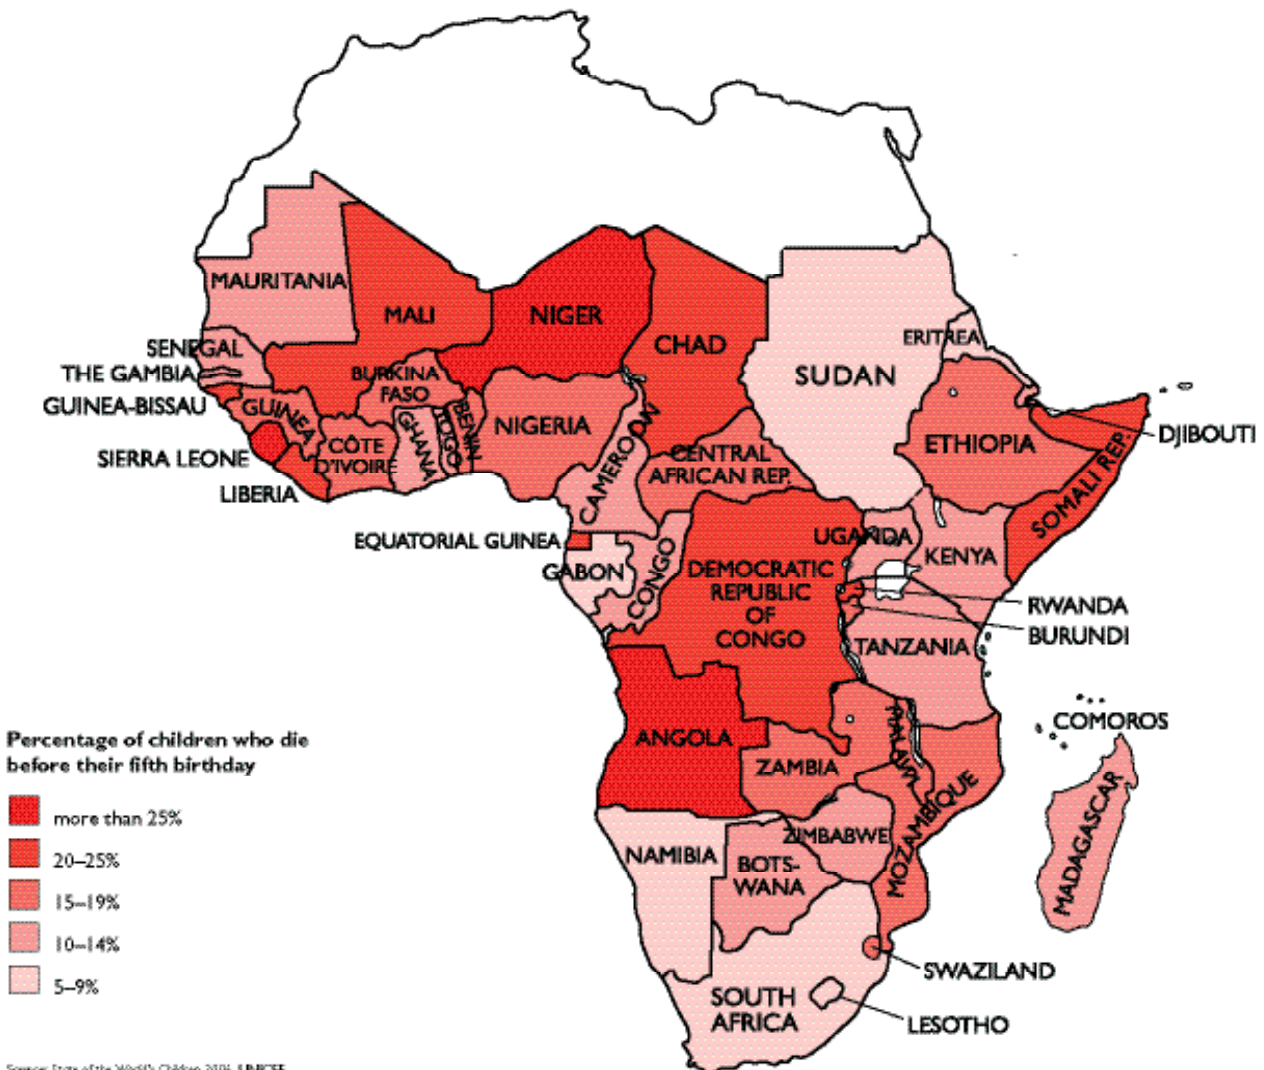 MAURITANIA
MALI
NIGER
CHAD
SUDAN
ERITREA
SENEGAL
THE GAMBIA
GUINEA-BISSAU
GUINEA
BURKINA
FASO
SIERRA LEONE
LIBERIA
CÔTE
D'IVOIRE
GHANA
TOGO
BENIN
NIGERIA
CAMEROON
CENTRAL
AFRICAN REP.
ETHIOPIA
DJIBOUTI
SOMALI REP.
EQUATORIAL GUINEA
GABON
CONGO
DEMOCRATIC
REPUBLIC
OF
CONGO
UGANDA
KENYA
RWANDA
BURUNDI
TANZANIA
COMOROS
ANGOLA
ZAMBIA
MALAWI
MOZAMBIQUE
MADAGASCAR
NAMIBIA
BOTS-
WANA
ZIMBABWE
SWAZILAND
SOUTH
AFRICA
LESOTHO
Percentage of children who die
before their fifth birthday
more than 25%
20–25%
15–19%
10–14%
5–9%